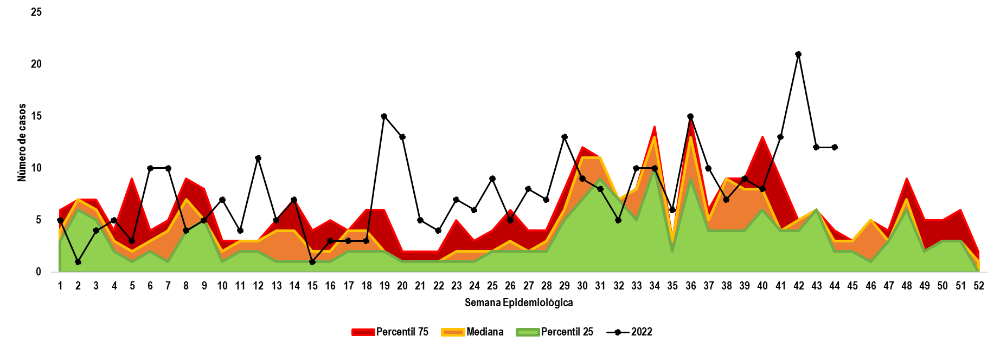 25
20
15
10
5
0
Número de casos
1 2 3 4 5 6 7 8 9 10 11 12 13 14 15 16 17 18 19 20 21 22 23 24 25 26 27 28 29 30 31 32 33 34 35 36 37 38 39 40 41 42 43 44 45 46 47 48 49 50 51 52
Semana Epidemiológica
Percentil 75 Mediana Percentil 25 2022